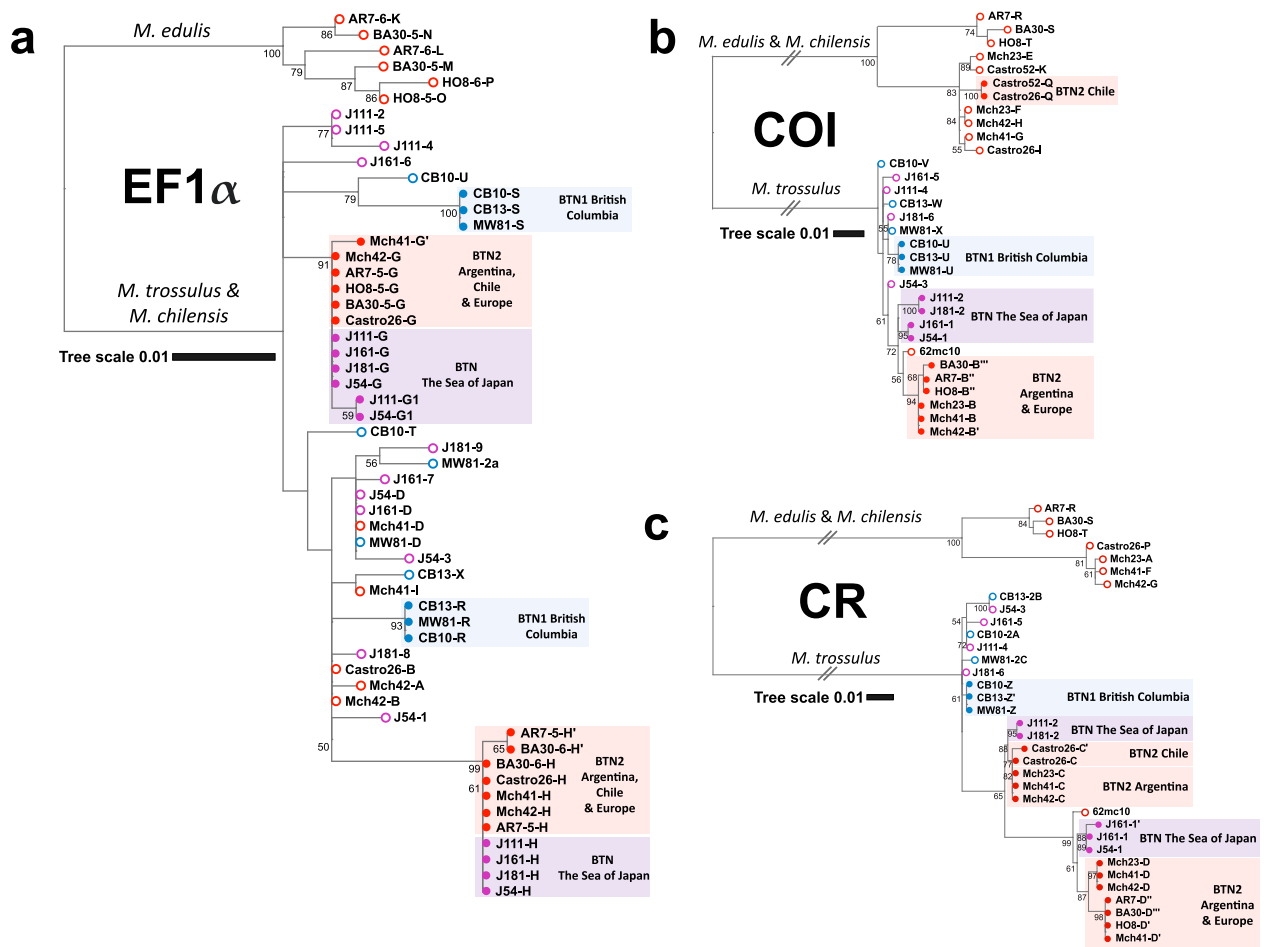 a
M. edulis
EF1α
M. trossulus &
M. chilensis
Tree scale 0.01
AR7-6-K
86
BA30-5-N
100
AR7-6-L
79
BA30-5-M
87
HO8-6-P
86
HO8-5-O
J111-2
77
J111-5
J111-4
J161-6
CB10-U
79
CB10-S
100
CB13-S
MW81-S
BTN1 British
Columbia
Mch41-G'
91
Mch42-G
AR7-5-G
HO8-5-G
BA30-5-G
Castro26-G
BTN2
Argentina,
Chile
& Europe
J111-G
J161-G
J181-G
J54-G
J111-G1
59
J54-G1
BTN
The Sea of Japan
CB10-T
J181-9
56
MW81-2a
J161-7
J54-D
J161-D
Mch41-D
MW81-D
J54-3
CB13-X
Mch41-I
CB13-R
93
MW81-R
CB10-R
BTN1 British
Columbia
J181-8
Castro26-B
Mch42-A
Mch42-B
J54-1
50
AR7-5-H'
65
BA30-6-H'
99
BA30-6-H
61
Castro26-H
Mch41-H
Mch42-H
AR7-5-H
BTN2
Argentina,
Chile
& Europe
J111-H
J161-H
J181-H
J54-H
BTN
The Sea of Japan
b
M. edulis & M. chilensis
COI
M. trossulus
Tree scale 0.01
AR7-R
74
BA30-S
HO8-T
100
Mch23-E
89
Castro52-K
83
Castro52-Q
100
Castro26-Q
BTN2 Chile
Mch23-F
84
Mch42-H
Mch41-G
55
Castro26-I
CB10-V
J161-5
J111-4
CB13-W
J181-6
55
MW81-X
CB10-U
78
CB13-U
MW81-U
BTN1 British Columbia
J54-3
61
J111-2
100
J181-2
J161-1
95
J54-1
BTN The Sea of Japan
72
62mc10
56
BA30-B'''
68
AR7-B''
HO8-B''
94
Mch23-B
Mch41-B
Mch42-B'
BTN2
Argentina
& Europe
c
M. edulis & M. chilensis
CR
M. trossulus
Tree scale 0.01
AR7-R
84
BA30-S
HO8-T
100
Castro26-P
81
Mch23-A
61
Mch41-F
Mch42-G
CB13-2B
100
J54-3
54
J161-5
CB10-2A
72
J111-4
MW81-2C
J181-6
61
CB10-Z
CB13-Z'
MW81-Z
BTN1 British Columbia
J111-2
95
J181-2
BTN The Sea of Japan
88
Castro26-C'
77
Castro26-C
BTN2 Chile
82
Mch23-C
Mch41-C
65
Mch42-C
BTN2 Argentina
62mc10
99
J161-1'
88
J161-1
89
J54-1
BTN The Sea of Japan
61
Mch23-D
97
Mch41-D
Mch42-D
87
AR7-D''
BA30-D'''
98
HO8-D'
Mch41-D'
BTN2
Argentina
& Europe